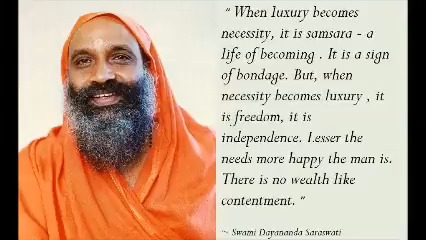 " When luxury becomes
necessity, it is samsara - a
life of becoming . It is a sign
of bondage. But, when
necessity becomes luxury , it
is freedom, it is
independence. Lesser the
needs more happy the man is.
There is no wealth like
contentment. "
~ Swami Dayananda Saraswati